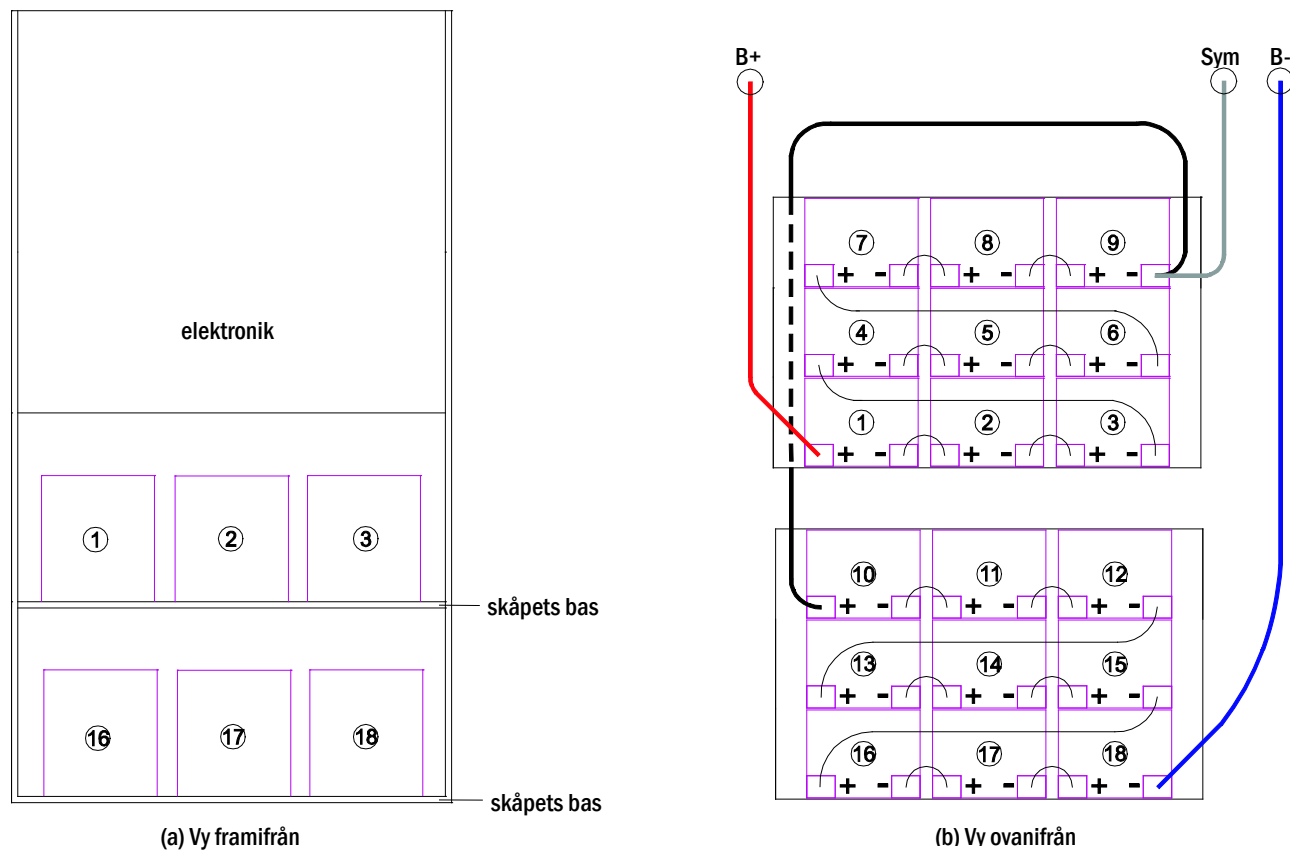 elektronik
① ② ③
skåpets bas
⑯ ⑰ ⑱
skåpets bas
(a) Vy framifrån
B+ Sym B-
⑦ ⑧ ⑨
+ - + - + -
④ ⑤ ⑥
+ - + - + -
① ② ③
+ - + - + -
⑩ ⑪ ⑫
+ - + - + -
⑬ ⑭ ⑮
+ - + - + -
⑯ ⑰ ⑱
+ - + - + -
(b) Vy ovanifrån